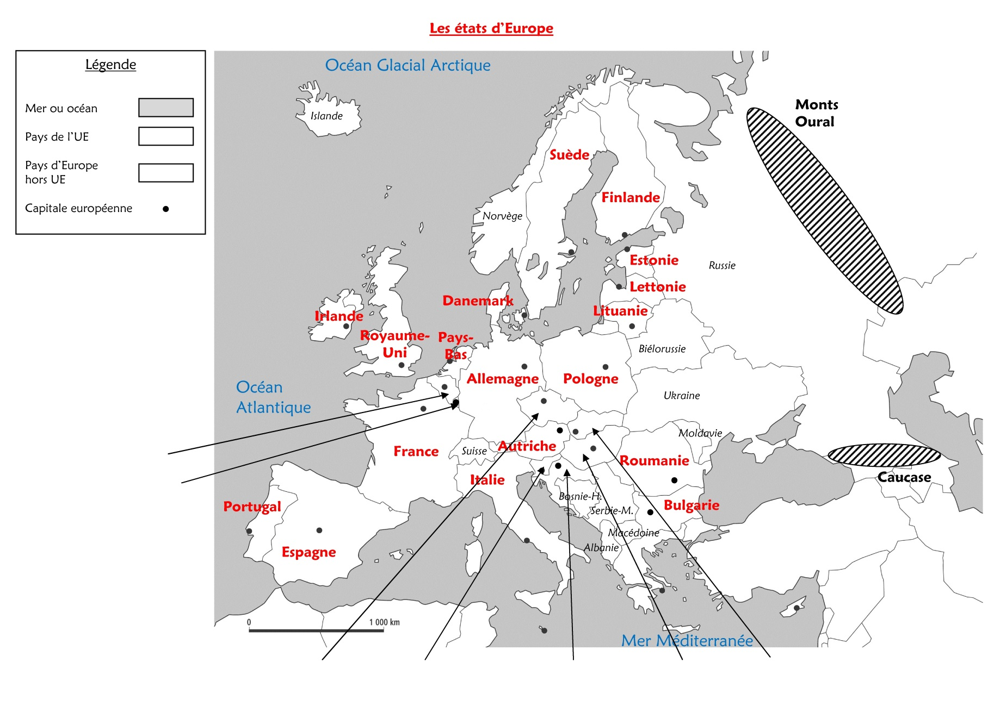 Les états d'Europe
Légende
Mer ou océan
Pays de l'UE
Pays d'Europe
hors UE
Capitale européenne
Océan Glacial Arctique
Monts
Oural
Islande
Suède
Finlande
Norvège
Estonie
Russie
Lettonie
Danemark
Lituanie
Irlande
Royaume-
Uni
Pays-
Bas
Biélorussie
Allemagne
Pologne
Océan
Atlantique
Ukraine
Moldavie
France
Suisse
Autriche
Roumanie
Caucase
Italie
Bosnie-H.
Portugal
Serbie-M.
Bulgarie
Macédoine
Albanie
Espagne
0
1 000 km
Mer Méditerranée